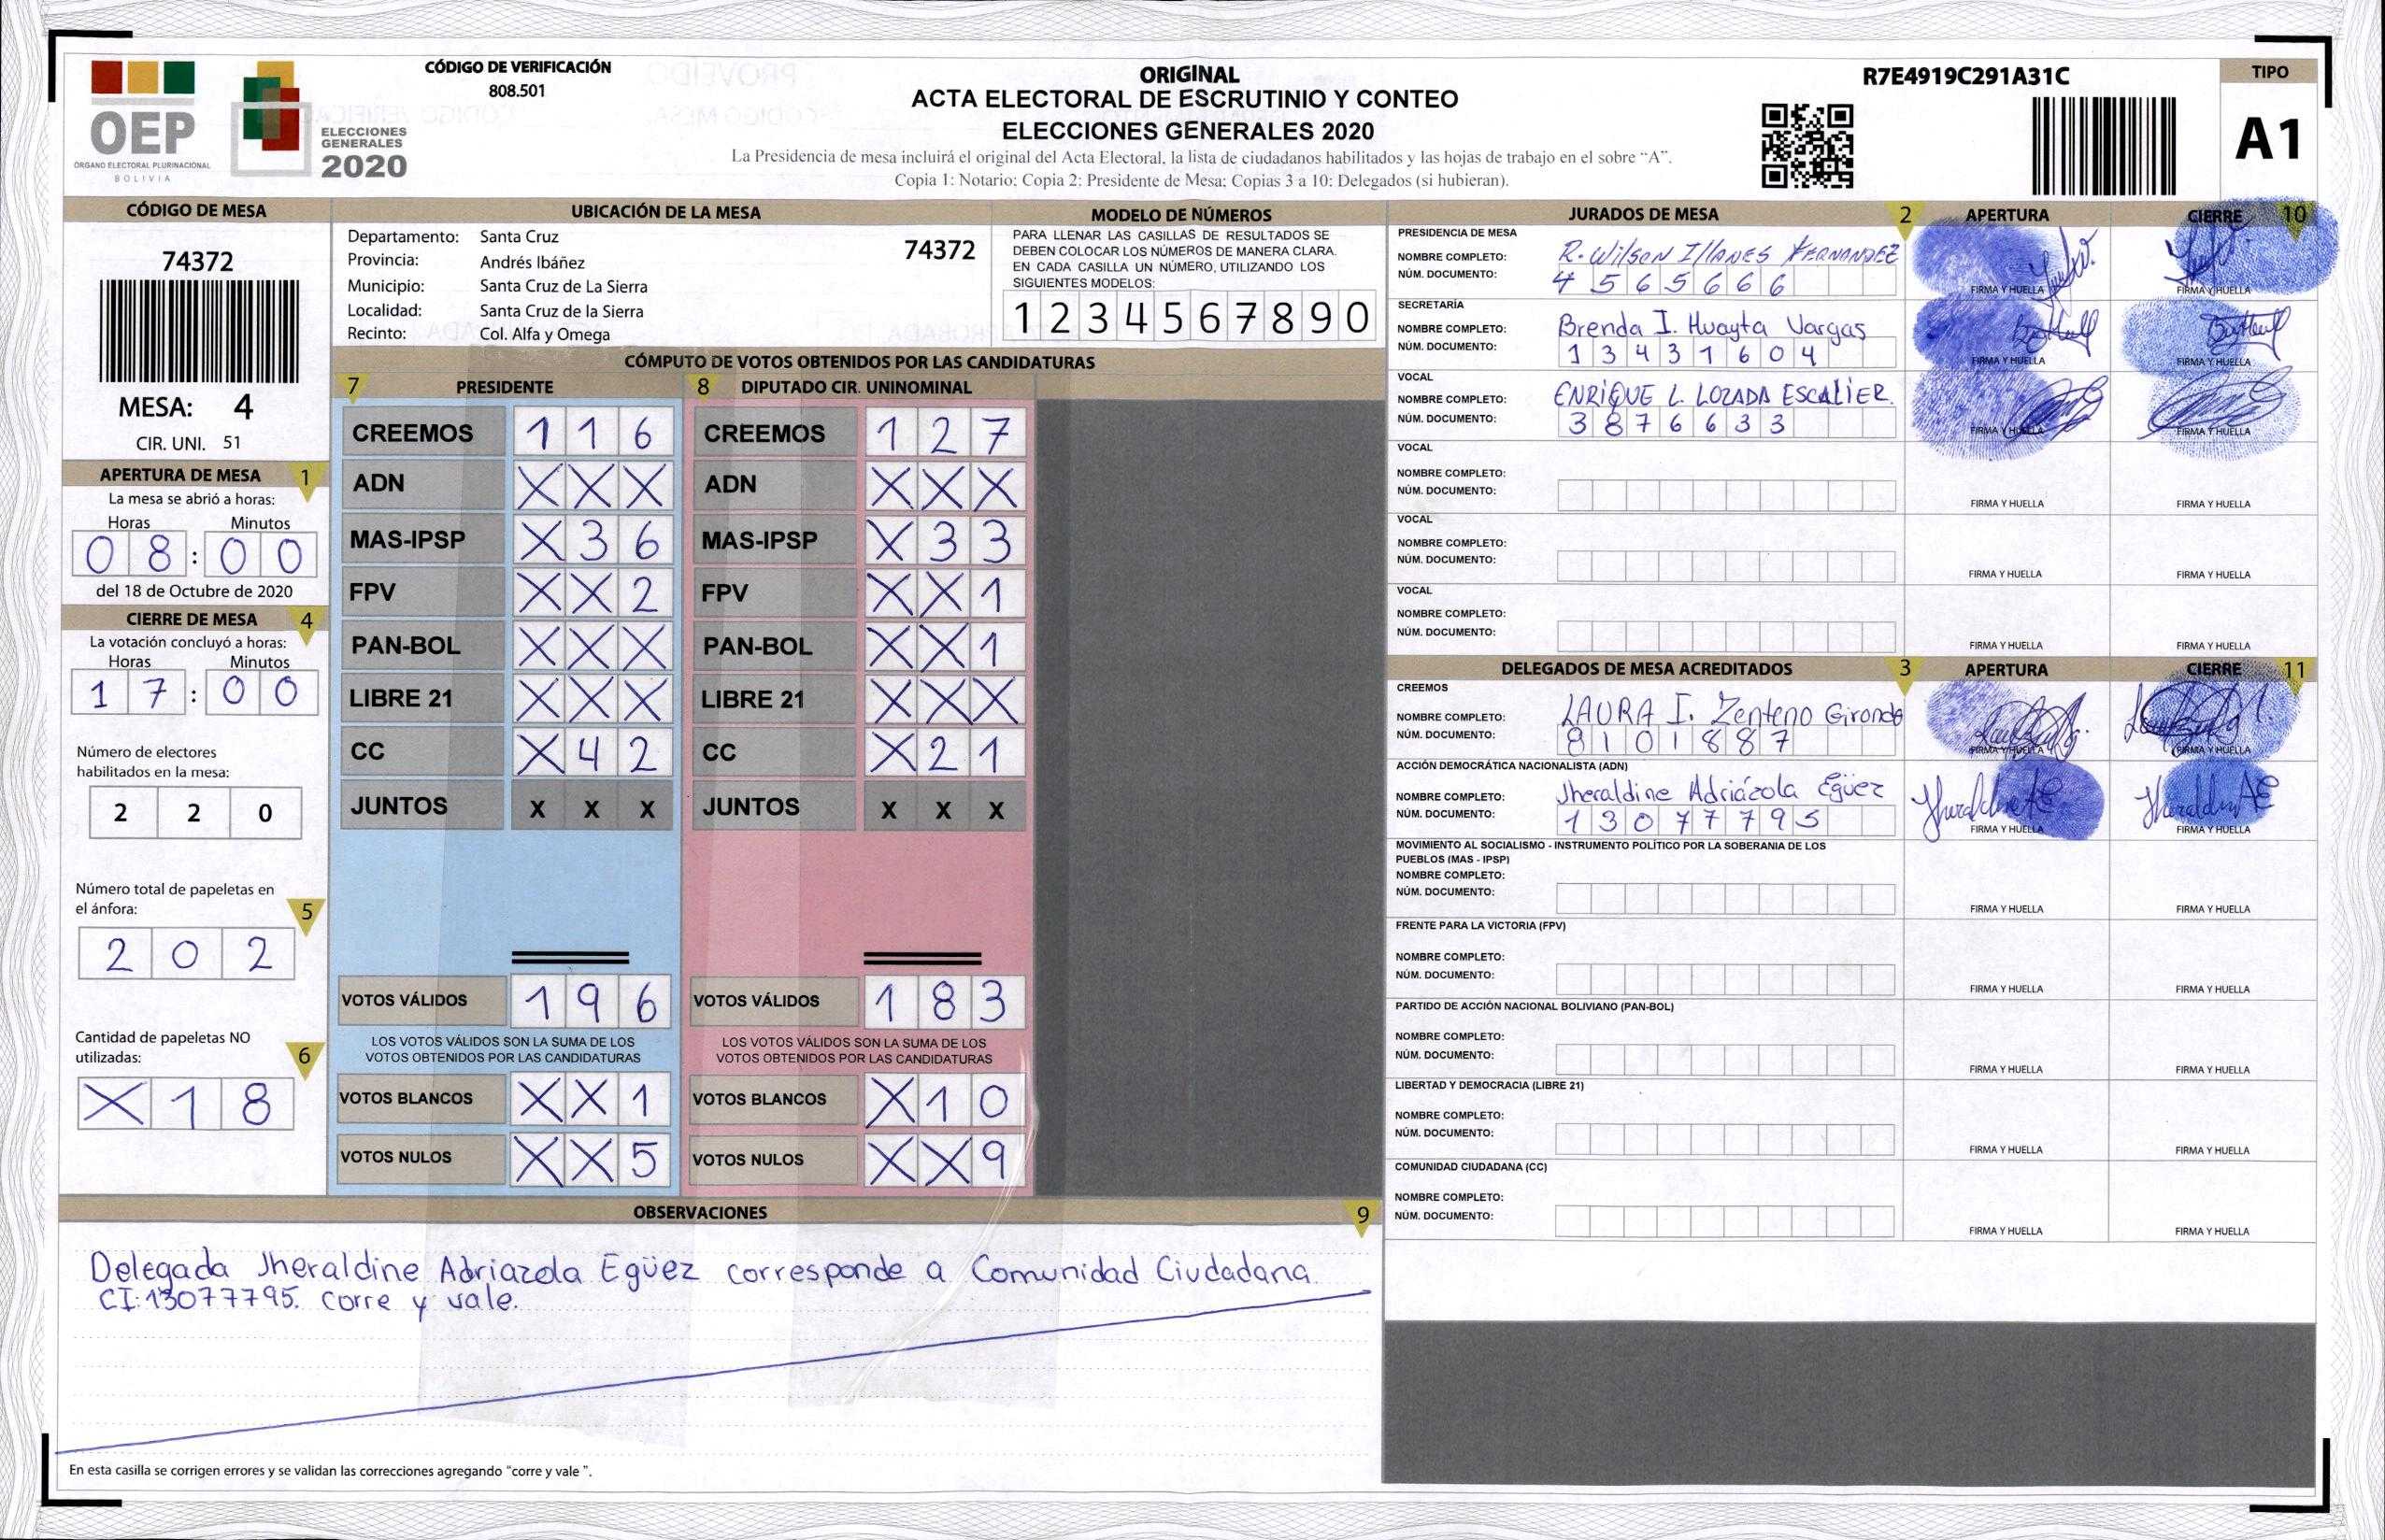 CÓDIGO DE VERIFICACIÓN
808.501
OEP
ÓRGANO ELECTORAL PLURINACIONAL
BOLIVIA
ELECCIONES
GENERALES
2020
ORIGINAL
ACTA ELECTORAL DE ESCRUTINIO Y CONTEO
ELECCIONES GENERALES 2020
La Presidencia de mesa incluirá el original del Acta Electoral, la lista de ciudadanos habilitados y las hojas de trabajo en el sobre "A".
Copia 1: Notario; Copia 2: Presidente de Mesa; Copias 3 a 10: Delegados (si hubieran).
R7E4919C291A31C
TIPO
A1
CÓDIGO DE MESA
74372
MESA: 4
CIR. UNI. 51
APERTURA DE MESA 1
La mesa se abrió a horas:
Horas Minutos
0 8 : 0 0
del 18 de Octubre de 2020
CIERRE DE MESA 4
La votación concluyó a horas:
Horas Minutos
1 7 : 0 0
Número de electores
habilitados en la mesa:
2 2 0
Número total de papeletas en
el ánfora: 5
2 0 2
Cantidad de papeletas NO
utilizadas: 6
X 1 8
UBICACIÓN DE LA MESA
Departamento: Santa Cruz
74372
Provincia: Andrés Ibáñez
Municipio: Santa Cruz de La Sierra
Localidad: Santa Cruz de la Sierra
Recinto: Col. Alfa y Omega
MODELO DE NÚMEROS
PARA LLENAR LAS CASILLAS DE RESULTADOS SE
DEBEN COLOCAR LOS NÚMEROS DE MANERA CLARA.
EN CADA CASILLA UN NÚMERO, UTILIZANDO LOS
SIGUIENTES MODELOS:
1 2 3 4 5 6 7 8 9 0
CÓMPUTO DE VOTOS OBTENIDOS POR LAS CANDIDATURAS
7 PRESIDENTE
CREEMOS 1 1 6
ADN X X X
MAS-IPSP X 3 6
FPV X X 2
PAN-BOL X X X
LIBRE 21 X X X
CC X 4 2
JUNTOS X X X
VOTOS VÁLIDOS 1 9 6
LOS VOTOS VÁLIDOS SON LA SUMA DE LOS
VOTOS OBTENIDOS POR LAS CANDIDATURAS
VOTOS BLANCOS X X 1
VOTOS NULOS X X 5
8 DIPUTADO CIR. UNINOMINAL
CREEMOS 1 2 7
ADN X X X
MAS-IPSP X 3 3
FPV X X 1
PAN-BOL X X 1
LIBRE 21 X X X
CC X 2 1
JUNTOS X X X
VOTOS VÁLIDOS 1 8 3
LOS VOTOS VÁLIDOS SON LA SUMA DE LOS
VOTOS OBTENIDOS POR LAS CANDIDATURAS
VOTOS BLANCOS X 1 0
VOTOS NULOS X X 9
OBSERVACIONES 9
Delegada Jheraldine Adriazola Egüez corresponde a Comunidad Ciudadana.
CI:13077795. corre y vale.
En esta casilla se corrigen errores y se validan las correcciones agregando "corre y vale ".
JURADOS DE MESA 2 APERTURA CIERRE 10
PRESIDENCIA DE MESA
NOMBRE COMPLETO: R. Wilson Illanes Hernandez
NÚM. DOCUMENTO: 4 5 6 5 6 6 6
FIRMA Y HUELLA FIRMA Y HUELLA
SECRETARÍA
NOMBRE COMPLETO: Brenda I. Huayta Vargas
NÚM. DOCUMENTO: 1 3 4 3 1 6 0 4
FIRMA Y HUELLA FIRMA Y HUELLA
VOCAL
NOMBRE COMPLETO: ENRIQUE L. LOZADA ESCALIER.
NÚM. DOCUMENTO: 3 8 7 6 6 3 3
FIRMA Y HUELLA FIRMA Y HUELLA
VOCAL
NOMBRE COMPLETO:
NÚM. DOCUMENTO:
FIRMA Y HUELLA FIRMA Y HUELLA
VOCAL
NOMBRE COMPLETO:
NÚM. DOCUMENTO:
FIRMA Y HUELLA FIRMA Y HUELLA
VOCAL
NOMBRE COMPLETO:
NÚM. DOCUMENTO:
FIRMA Y HUELLA FIRMA Y HUELLA
DELEGADOS DE MESA ACREDITADOS 3 APERTURA CIERRE 11
CREEMOS
NOMBRE COMPLETO: LAURA I. Zenteno Gironda
NÚM. DOCUMENTO: 8 1 0 1 8 8 7
FIRMA Y HUELLA FIRMA Y HUELLA
ACCIÓN DEMOCRÁTICA NACIONALISTA (ADN)
NOMBRE COMPLETO: Jheraldine Adriázola Egüez
NÚM. DOCUMENTO: 1 3 0 7 7 7 9 5
FIRMA Y HUELLA FIRMA Y HUELLA
MOVIMIENTO AL SOCIALISMO - INSTRUMENTO POLÍTICO POR LA SOBERANIA DE LOS
PUEBLOS (MAS - IPSP)
NOMBRE COMPLETO:
NÚM. DOCUMENTO:
FIRMA Y HUELLA FIRMA Y HUELLA
FRENTE PARA LA VICTORIA (FPV)
NOMBRE COMPLETO:
NÚM. DOCUMENTO:
FIRMA Y HUELLA FIRMA Y HUELLA
PARTIDO DE ACCIÓN NACIONAL BOLIVIANO (PAN-BOL)
NOMBRE COMPLETO:
NÚM. DOCUMENTO:
FIRMA Y HUELLA FIRMA Y HUELLA
LIBERTAD Y DEMOCRACIA (LIBRE 21)
NOMBRE COMPLETO:
NÚM. DOCUMENTO:
FIRMA Y HUELLA FIRMA Y HUELLA
COMUNIDAD CIUDADANA (CC)
NOMBRE COMPLETO:
NÚM. DOCUMENTO:
FIRMA Y HUELLA FIRMA Y HUELLA